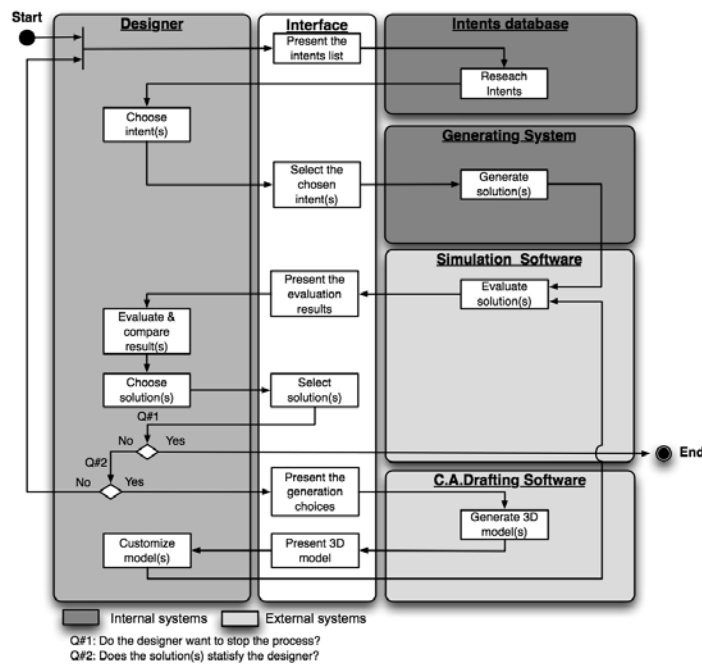 Start
Designer
Interface
Intents database
Present the
intents list
Reseach
Intents
Choose
intent(s)
Generating System
Select the
chosen
intent(s)
Generate
solution(s)
Simulation Software
Present the
evaluation
results
Evaluate
solution(s)
Evaluate &
compare
result(s)
Choose
solution(s)
Select
solution(s)
Q#1
No
Yes
End
Q#2
No
Yes
Present the
generation
choices
C.A.Drafting Software
Generate 3D
model(s)
Customize
model(s)
Present 3D
model
Internal systems
External systems
Q#1: Do the designer want to stop the process?
Q#2: Does the solution(s) statisfy the designer?